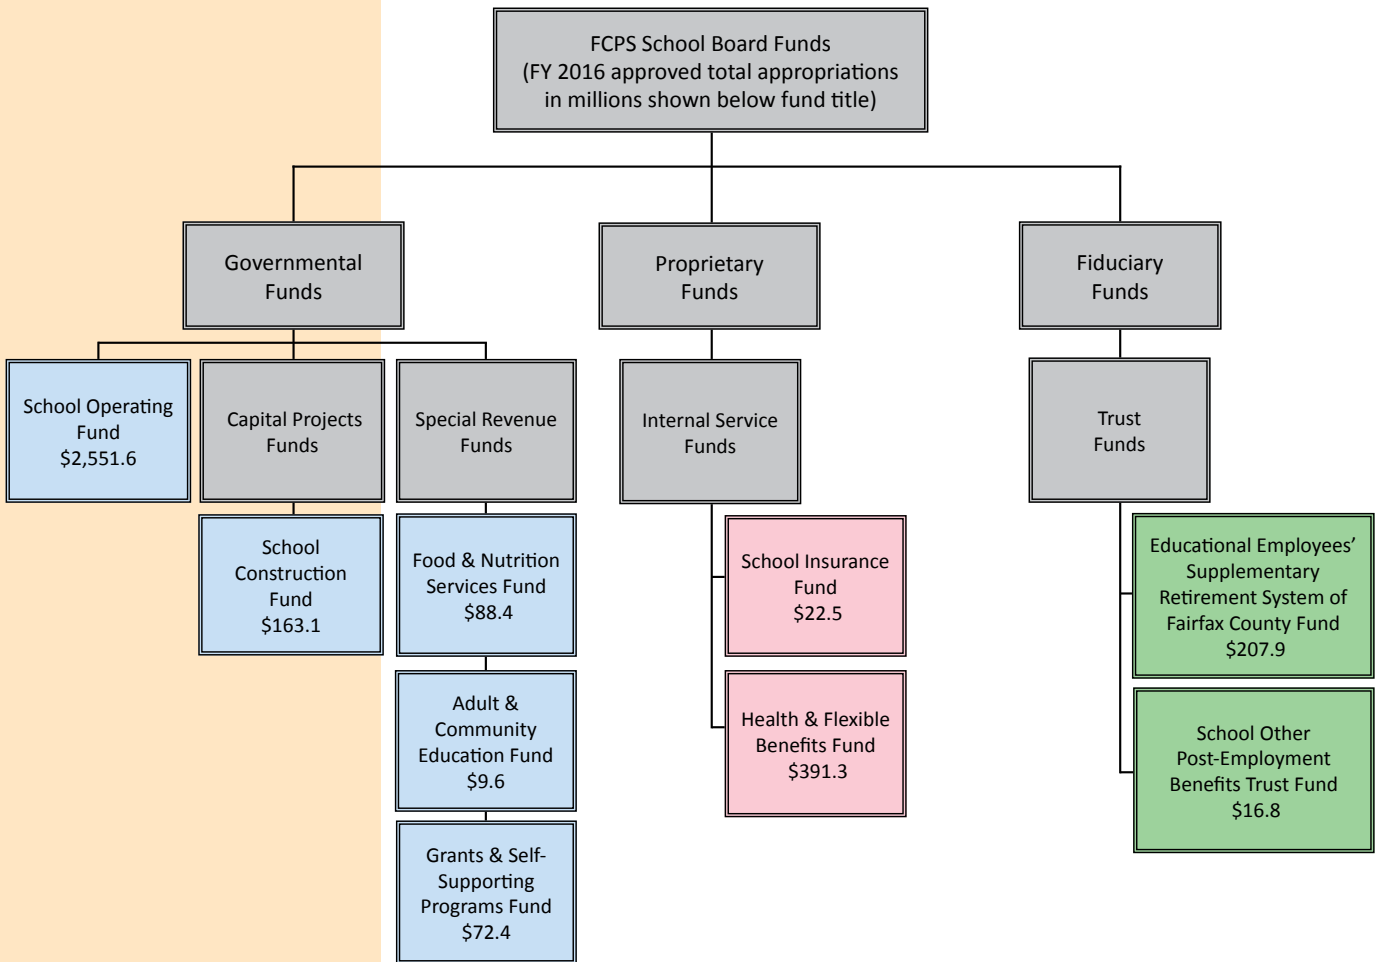 FCPS School Board Funds
(FY 2016 approved total appropriations
in millions shown below fund title)
Governmental
Funds
Proprietary
Funds
Fiduciary
Funds
School Operating
Fund
$2,551.6
Capital Projects
Funds
Special Revenue
Funds
Internal Service
Funds
Trust
Funds
School
Construction
Fund
$163.1
Food & Nutrition
Services Fund
$88.4
School Insurance
Fund
$22.5
Educational Employees’
Supplementary
Retirement System of
Fairfax County Fund
$207.9
Adult &
Community
Education Fund
$9.6
Health & Flexible
Benefits Fund
$391.3
School Other
Post-Employment
Benefits Trust Fund
$16.8
Grants & Self-
Supporting
Programs Fund
$72.4